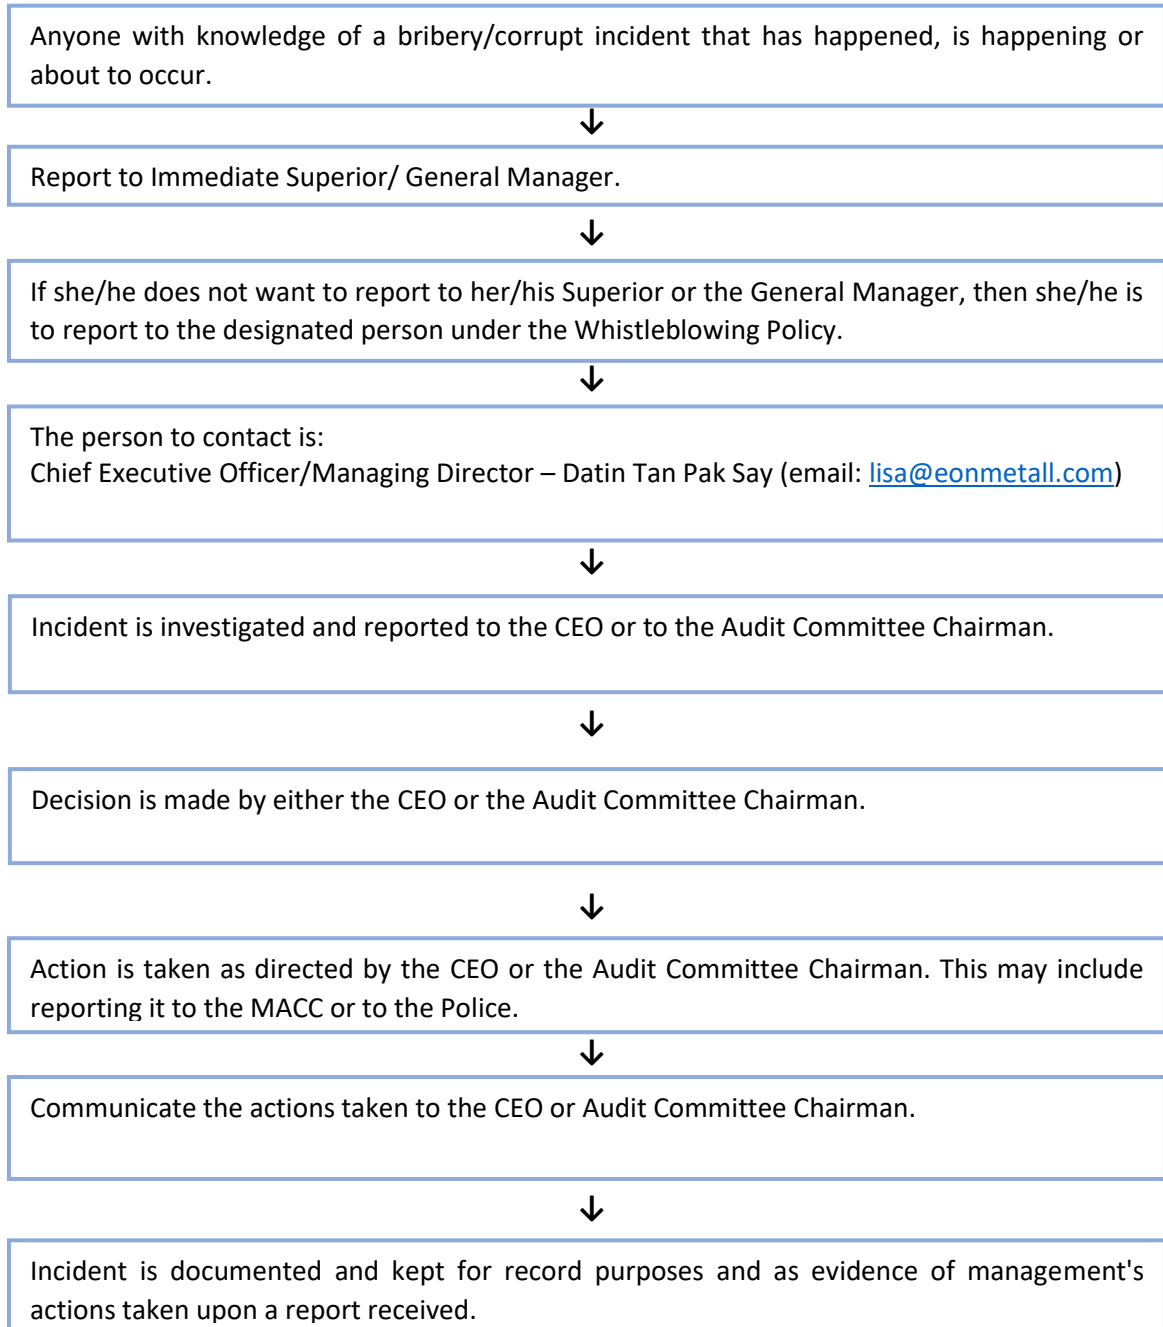 Anyone with knowledge of a bribery/corrupt incident that has happened, is happening or
about to occur.
↓
Report to Immediate Superior/ General Manager.
↓
If she/he does not want to report to her/his Superior or the General Manager, then she/he is
to report to the designated person under the Whistleblowing Policy.
↓
The person to contact is:
Chief Executive Officer/Managing Director – Datin Tan Pak Say (email: lisa@eonmetall.com)
↓
Incident is investigated and reported to the CEO or to the Audit Committee Chairman.
↓
Decision is made by either the CEO or the Audit Committee Chairman.
↓
Action is taken as directed by the CEO or the Audit Committee Chairman. This may include
reporting it to the MACC or to the Police.
↓
Communicate the actions taken to the CEO or Audit Committee Chairman.
↓
Incident is documented and kept for record purposes and as evidence of management's
actions taken upon a report received.